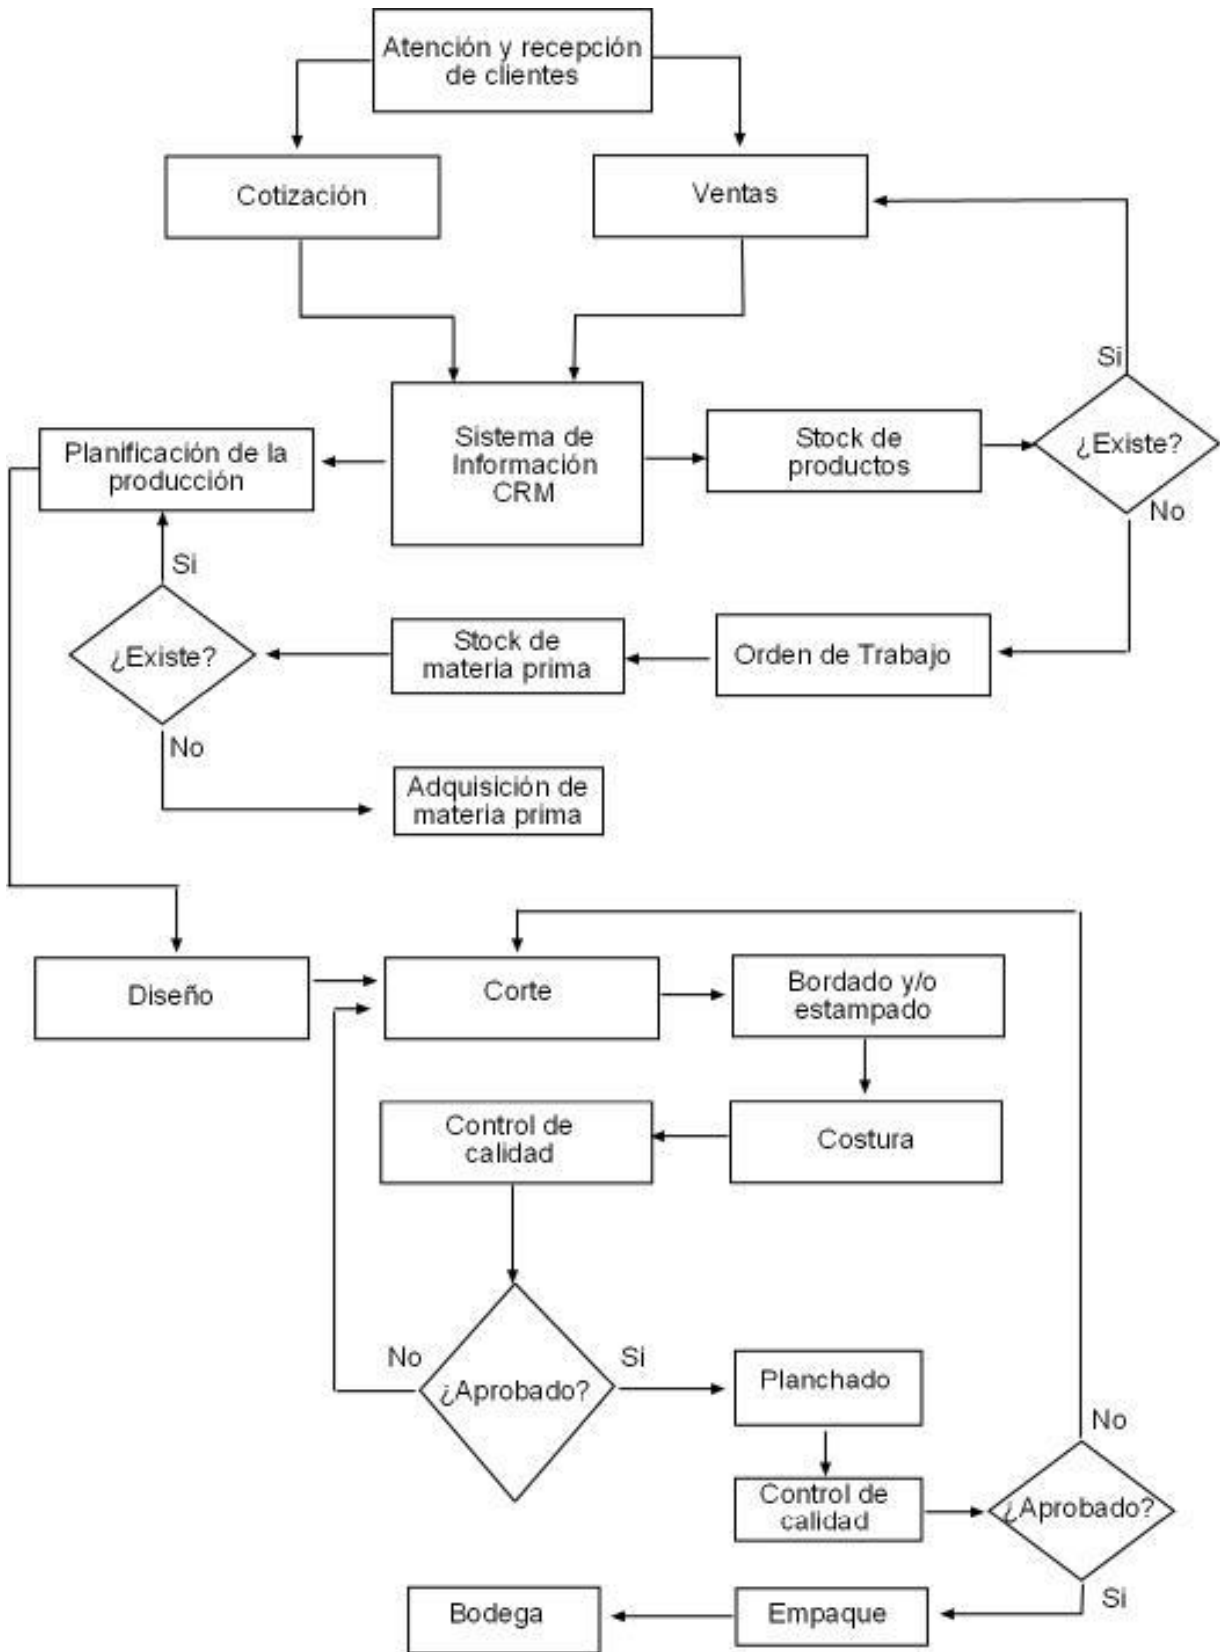 Atención y recepción
de clientes
Cotización
Ventas
Si
Planificación de la
producción
Sistema de
Información
CRM
Stock de
productos
¿Existe?
No
Si
¿Existe?
Stock de
materia prima
Orden de Trabajo
No
Adquisición de
materia prima
Diseño
Corte
Bordado y/o
estampado
Control de
calidad
Costura
No
Si
¿Aprobado?
Planchado
No
Control de
calidad
¿Aprobado?
Si
Bodega
Empaque